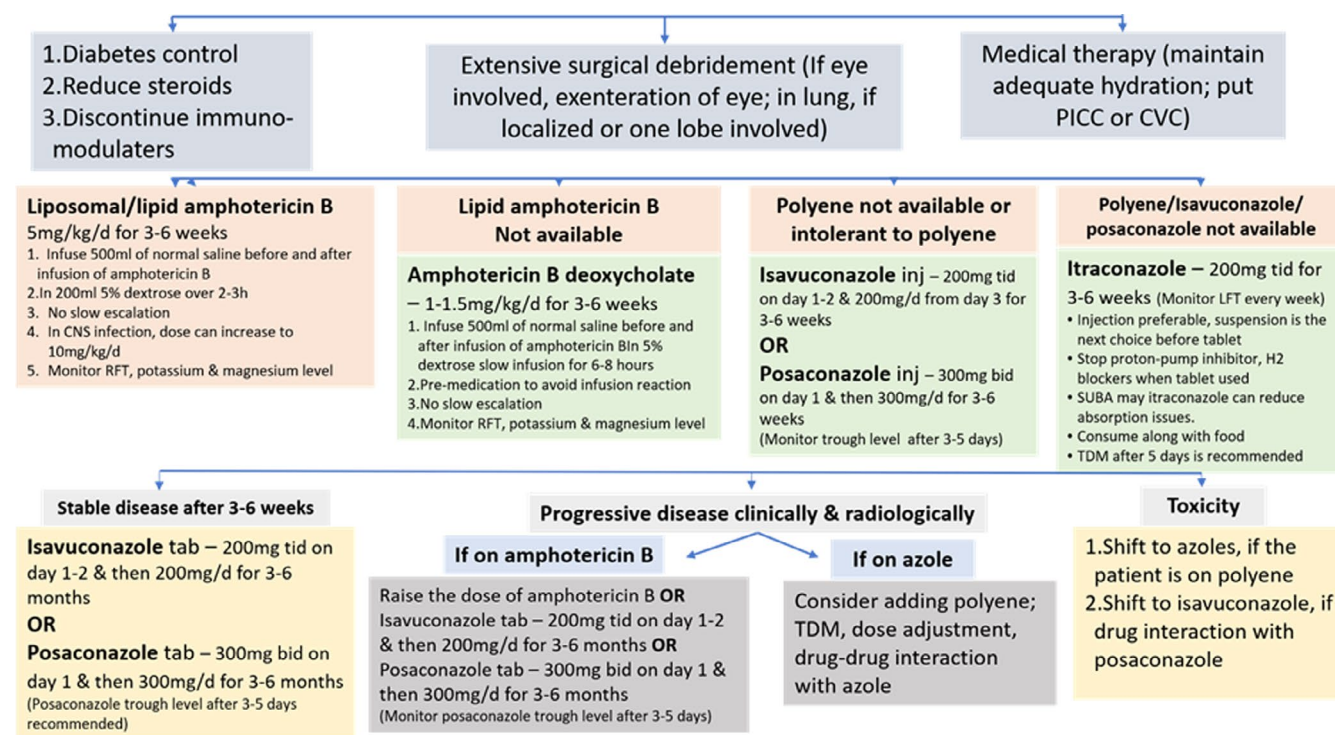 1.Diabetes control
2.Reduce steroids
3.Discontinue immuno-
modulaters
Extensive surgical debridement (If eye
involved, exenteration of eye; in lung, if
localized or one lobe involved)
Medical therapy (maintain
adequate hydration; put
PICC or CVC)
Liposomal/lipid amphotericin B
5mg/kg/d for 3-6 weeks
1. Infuse 500ml of normal saline before and after
infusion of amphotericin B
2.In 200ml 5% dextrose over 2-3h
3. No slow escalation
4. In CNS infection, dose can increase to
10mg/kg/d
5. Monitor RFT, potassium & magnesium level
Lipid amphotericin B
Not available
Amphotericin B deoxycholate
– 1-1.5mg/kg/d for 3-6 weeks
1. Infuse 500ml of normal saline before and
after infusion of amphotericin BIn 5%
dextrose slow infusion for 6-8 hours
2.Pre-medication to avoid infusion reaction
3.No slow escalation
4.Monitor RFT, potassium & magnesium level
Polyene not available or
intolerant to polyene
Isavuconazole inj – 200mg tid
on day 1-2 & 200mg/d from day 3 for
3-6 weeks
OR
Posaconazole inj – 300mg bid
on day 1 & then 300mg/d for 3-6
weeks
(Monitor trough level after 3-5 days)
Polyene/Isavuconazole/
posaconazole not available
Itraconazole – 200mg tid for
3-6 weeks (Monitor LFT every week)
• Injection preferable, suspension is the
next choice before tablet
• Stop proton-pump inhibitor, H2
blockers when tablet used
• SUBA may itraconazole can reduce
absorption issues.
• Consume along with food
• TDM after 5 days is recommended
Stable disease after 3-6 weeks
Isavuconazole tab – 200mg tid on
day 1-2 & then 200mg/d for 3-6
months
OR
Posaconazole tab – 300mg bid on
day 1 & then 300mg/d for 3-6 months
(Posaconazole trough level after 3-5 days
recommended)
Progressive disease clinically & radiologically
If on amphotericin B
Raise the dose of amphotericin B OR
Isavuconazole tab – 200mg tid on day 1-2
& then 200mg/d for 3-6 months OR
Posaconazole tab – 300mg bid on day 1 &
then 300mg/d for 3-6 months
(Monitor posaconazole trough level after 3-5 days)
If on azole
Consider adding polyene;
TDM, dose adjustment,
drug-drug interaction
with azole
Toxicity
1.Shift to azoles, if the
patient is on polyene
2.Shift to isavuconazole, if
drug interaction with
posaconazole